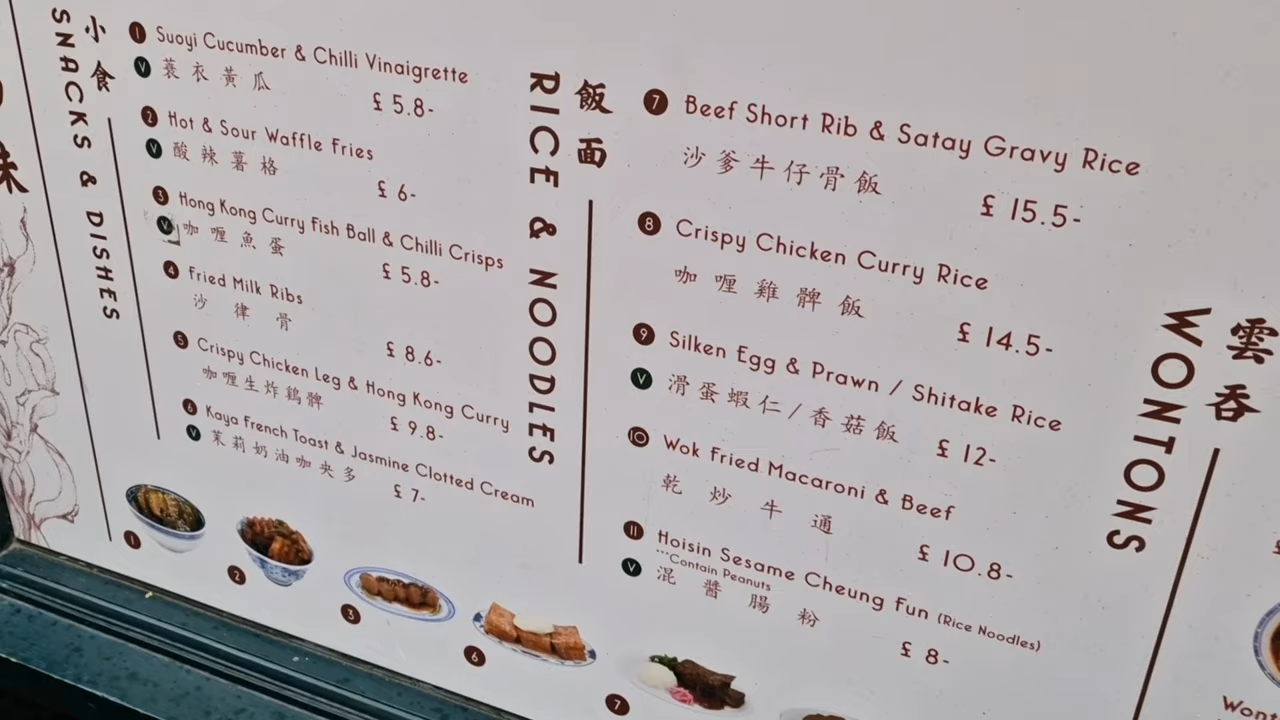 味
小食
SNACKS & DISHES
1 Suoyi Cucumber & Chilli Vinaigrette
V 蓑衣黃瓜
£ 5.8-
2 Hot & Sour Waffle Fries
V 酸辣薯格
£ 6-
3 Hong Kong Curry Fish Ball & Chilli Crisps
V 咖喱魚蛋
£ 5.8-
4 Fried Milk Ribs
沙律骨
£ 8.6-
5 Crispy Chicken Leg & Hong Kong Curry
咖喱生炸鷄髀
£ 9.8-
6 Kaya French Toast & Jasmine Clotted Cream
V 茉莉奶油咖央多
£ 7-
1
2
3
6
7
飯面
RICE & NOODLES
7 Beef Short Rib & Satay Gravy Rice
沙爹牛仔骨飯
£ 15.5-
8 Crispy Chicken Curry Rice
咖喱雞髀飯
£ 14.5-
9 Silken Egg & Prawn / Shitake Rice
V 滑蛋蝦仁/香菇飯
£ 12-
10 Wok Fried Macaroni & Beef
乾炒牛通
£ 10.8-
11 Hoisin Sesame Cheung Fun (Rice Noodles)
***Contain Peanuts
V 混醬腸粉
£ 8-
雲吞
WONTONS